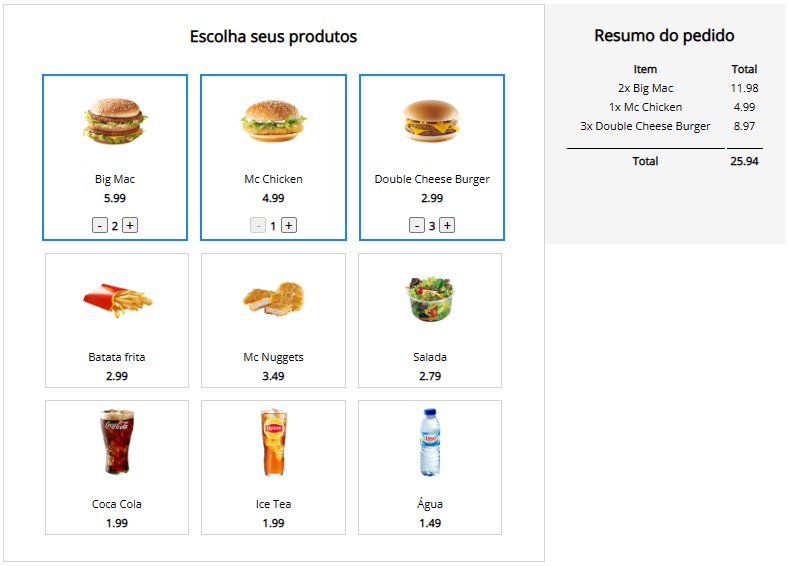 Escolha seus produtos
Big Mac
5.99
- 2 +
Mc Chicken
4.99
- 1 +
Double Cheese Burger
2.99
- 3 +
Batata frita
2.99
Mc Nuggets
3.49
Salada
2.79
Coca-Cola
Coca Cola
1.99
Lipton
Ice Tea
1.99
Água
1.49
Resumo do pedido
Item Total
2x Big Mac 11.98
1x Mc Chicken 4.99
3x Double Cheese Burger 8.97
Total 25.94